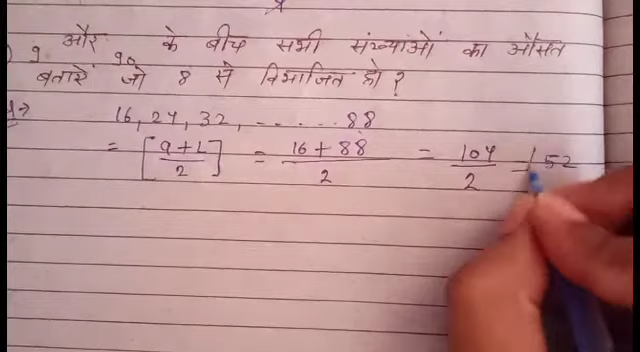 9 और 90 के बीच सभी संख्याओं का औसत
बताएं जो 8 से विभाजित हो ?
16, 24, 32, ......88
= [a+L/2] = 16+88/2 = 104/2 = 52